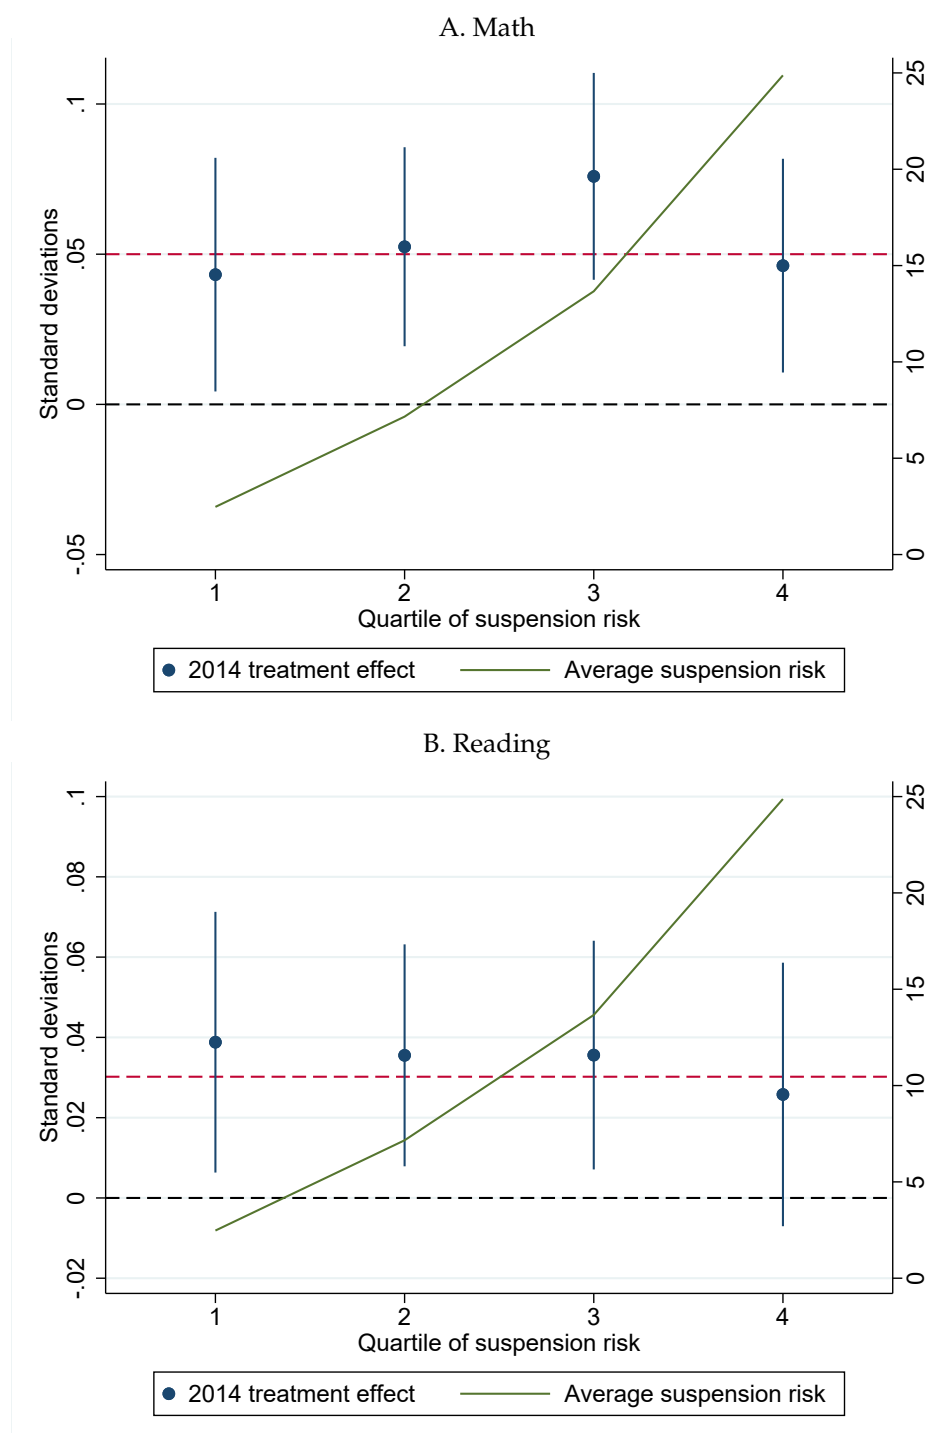 A. Math
Standard deviations
.1
.05
0
-.05
25
20
15
10
5
0
1 2 3 4
Quartile of suspension risk
2014 treatment effect Average suspension risk
B. Reading
Standard deviations
.1
.08
.06
.04
.02
0
-.02
25
20
15
10
5
0
1 2 3 4
Quartile of suspension risk
2014 treatment effect Average suspension risk